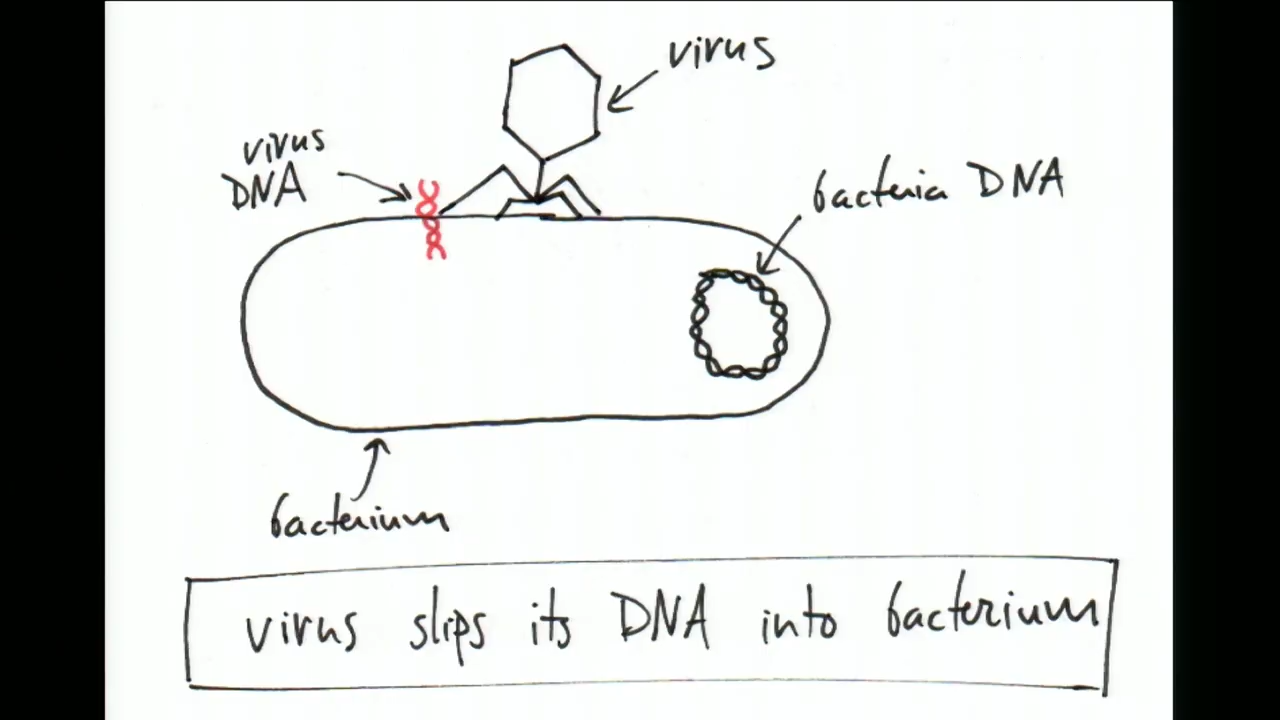 virus
virus
DNA
bacteria DNA
bacterium
virus slips its DNA into bacterium